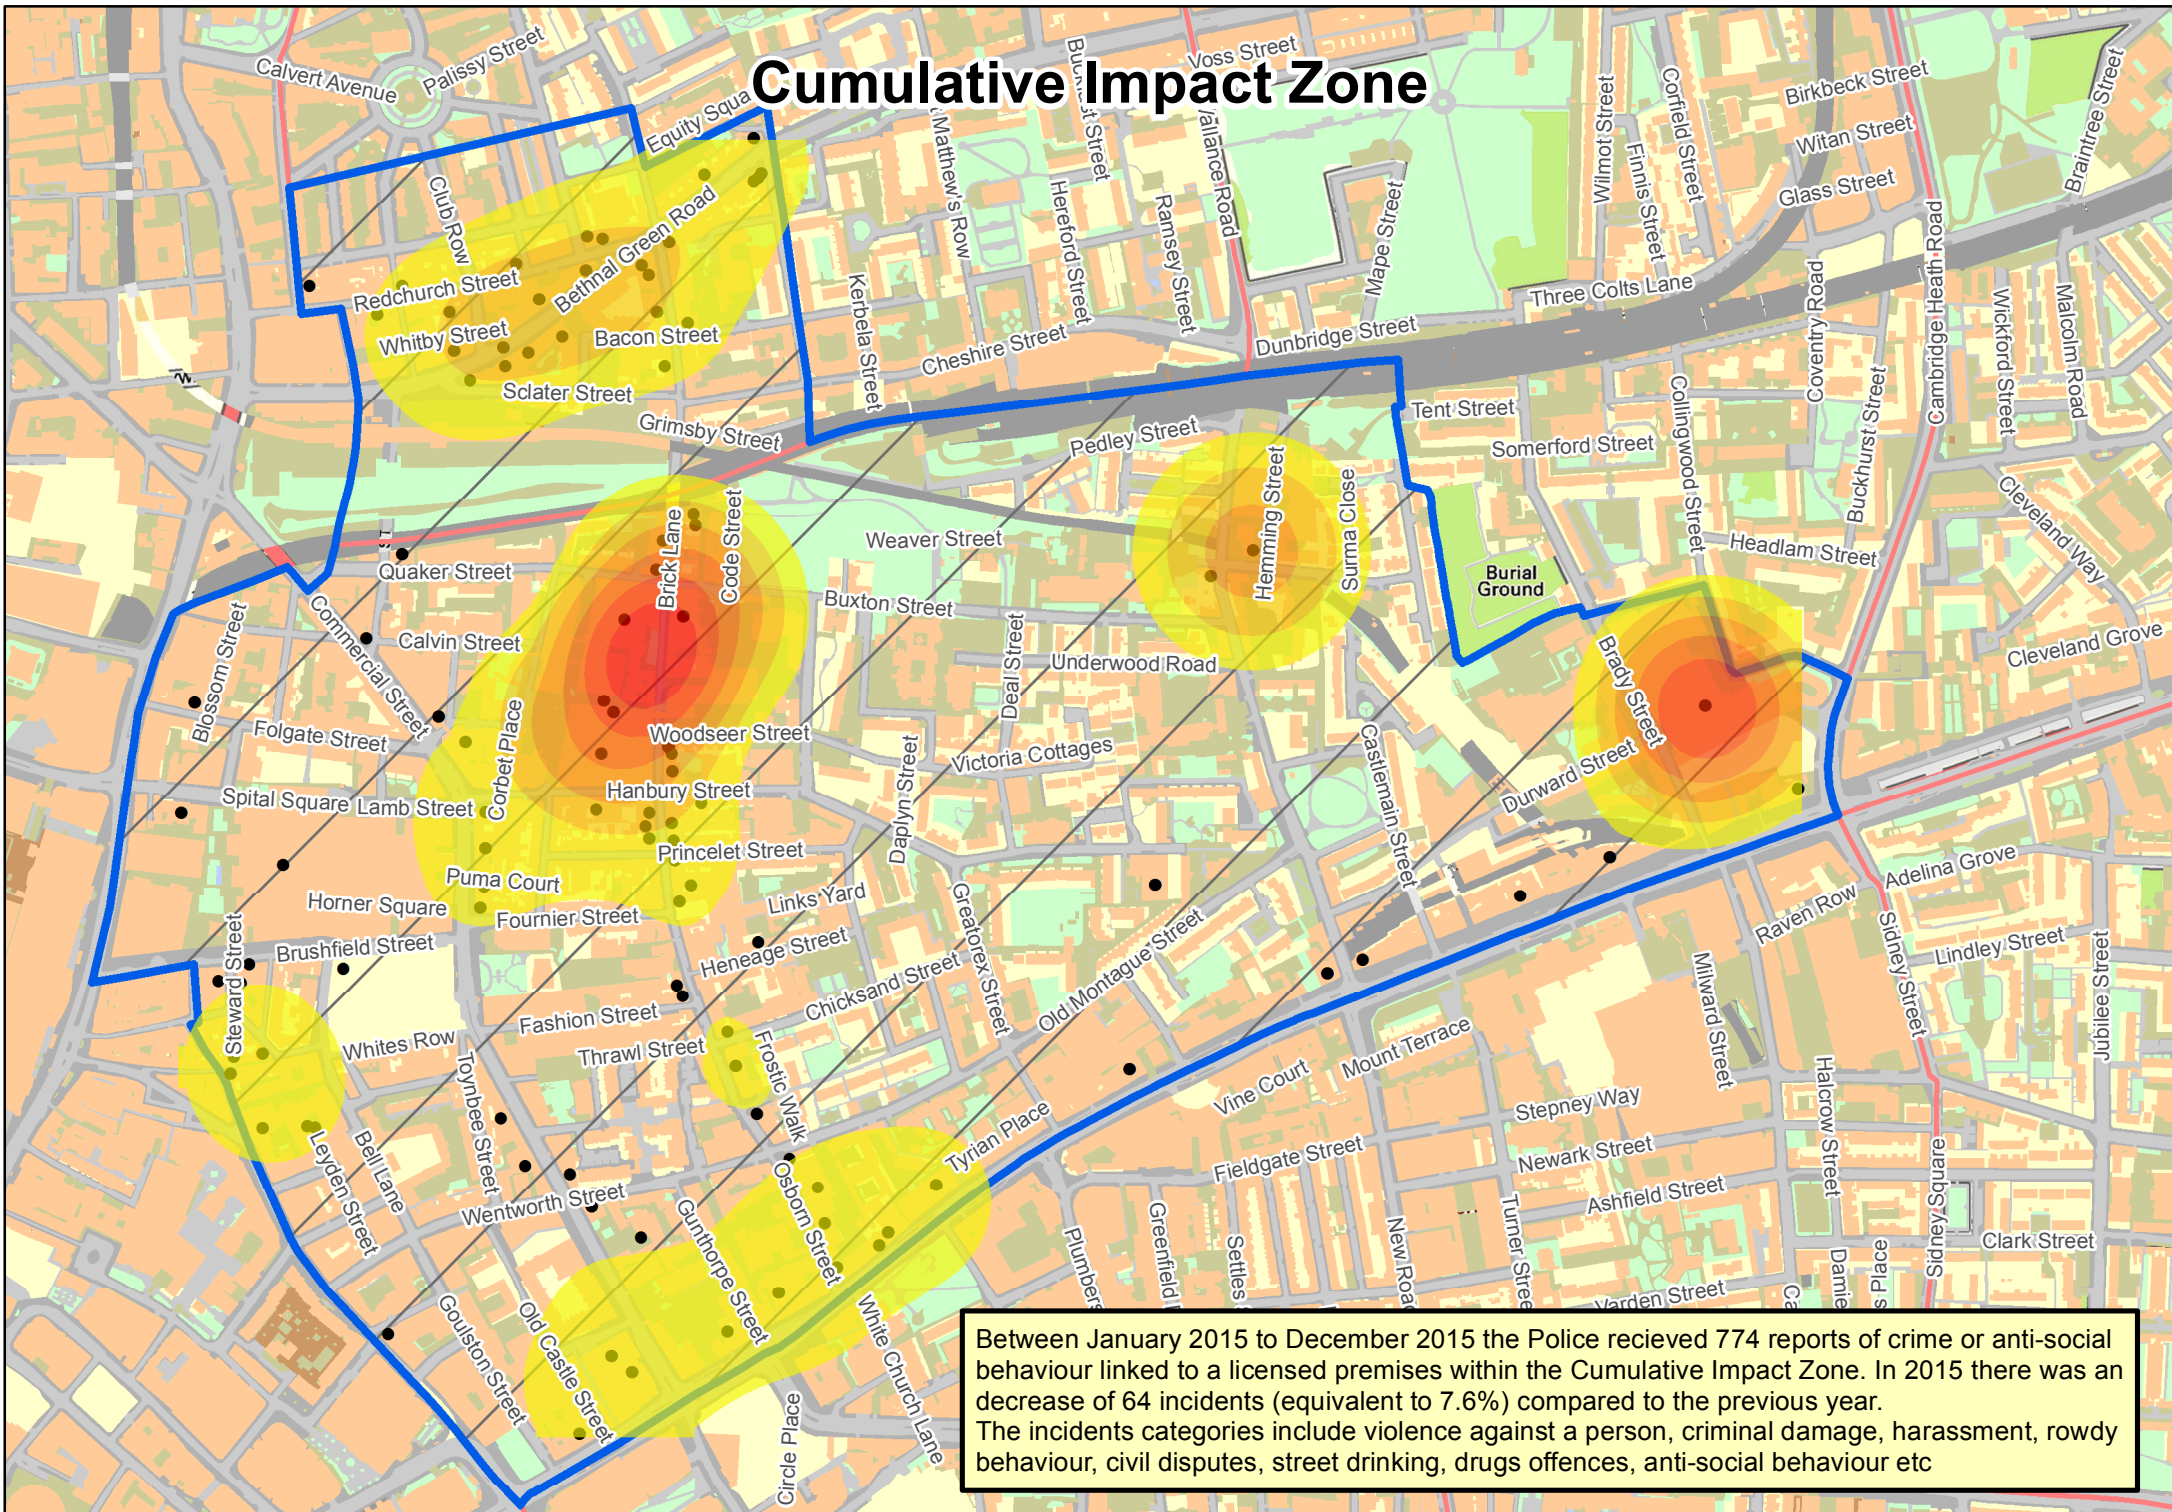 Cumulative Impact Zone
Calvert Avenue
Palissy Street
Equity Squa
Voss Street
Birkbeck Street
Witan Street
Glass Street
Braintree Street
Wilmot Street
Corfield Street
Finnis Street
Matthew's Row
Hereford Street
Ramsey Street
Mape Street
Club Row
Redchurch Street
Bethnal Green Road
Whitby Street
Bacon Street
Sclater Street
Grimsby Street
Kerbela Street
Cheshire Street
Dunbridge Street
Three Colts Lane
Coventry Road
Cambridge Heath Road
Wickford Street
Malcolm Road
Buckhurst Street
Collingwood Street
Tent Street
Somerford Street
Pedley Street
Hemming Street
Surma Close
Burial
Ground
Headlam Street
Cleveland Way
Cleveland Grove
Weaver Street
Brick Lane
Code Street
Quaker Street
Buxton Street
Calvin Street
Commercial Street
Blossom Street
Folgate Street
Corbet Place
Woodseer Street
Underwood Road
Deal Street
Victoria Cottages
Daplyn Street
Castlemain Street
Brady Street
Durward Street
Spital Square
Lamb Street
Hanbury Street
Princelet Street
Puma Court
Horner Square
Fournier Street
Links Yard
Greatorex Street
Brushfield Street
Steward Street
Heneage Street
Chicksand Street
Old Montague Street
Adelina Grove
Raven Row
Sidney Street
Lindley Street
Jubilee Street
Milward Street
Whites Row
Fashion Street
Thrawl Street
Frostic Walk
Toynbee Street
Vine Court
Mount Terrace
Stepney Way
Halcrow Street
Leyden Street
Bell Lane
Wentworth Street
Tyrian Place
Osborn Street
Gunthorpe Street
Fieldgate Street
Newark Street
Ashfield Street
Sidney Square
Clark Street
Goulston Street
Old Castle Street
White Church Lane
Circle Place
Plumbers
Greenfield
Settles
New Road
Turner Stree
Varden Street
Damie
s Place
Between January 2015 to December 2015 the Police recieved 774 reports of crime or anti-social
behaviour linked to a licensed premises within the Cumulative Impact Zone. In 2015 there was an
decrease of 64 incidents (equivalent to 7.6%) compared to the previous year.
The incidents categories include violence against a person, criminal damage, harassment, rowdy
behaviour, civil disputes, street drinking, drugs offences, anti-social behaviour etc